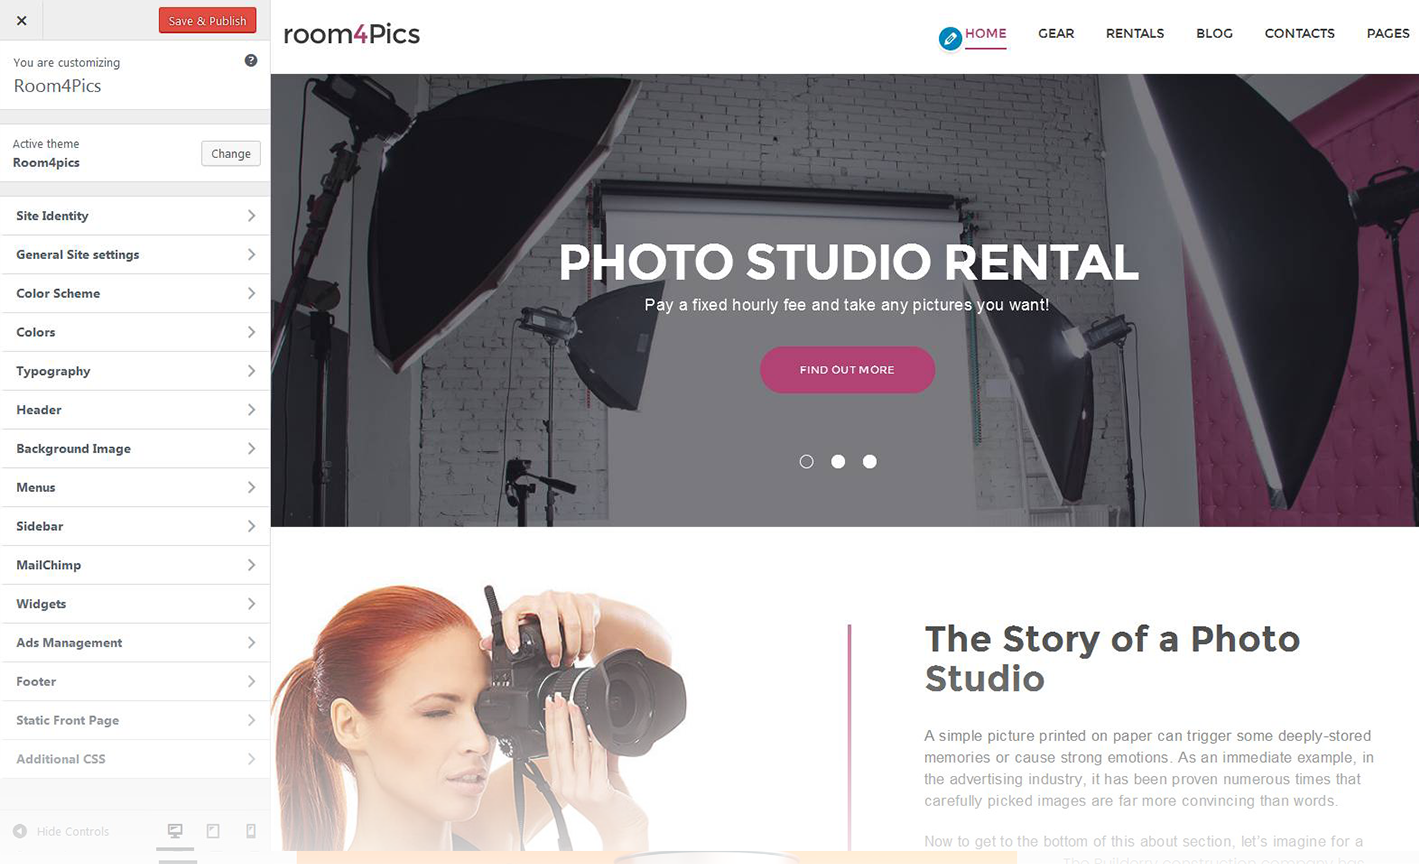 Save & Publish
You are customizing
Room4Pics
Active theme
Room4pics
Change
Site Identity
General Site settings
Color Scheme
Colors
Typography
Header
Background Image
Menus
Sidebar
MailChimp
Widgets
Ads Management
Footer
Static Front Page
Additional CSS
Hide Controls
room4Pics
HOME
GEAR
RENTALS
BLOG
CONTACTS
PAGES
PHOTO STUDIO RENTAL
Pay a fixed hourly fee and take any pictures you want!
FIND OUT MORE
The Story of a Photo
Studio
A simple picture printed on paper can trigger some deeply-stored
memories or cause strong emotions. As an immediate example, in
the advertising industry, it has been proven numerous times that
carefully picked images are far more convincing than words.
Now to get to the bottom of this about section, let's imagine for a